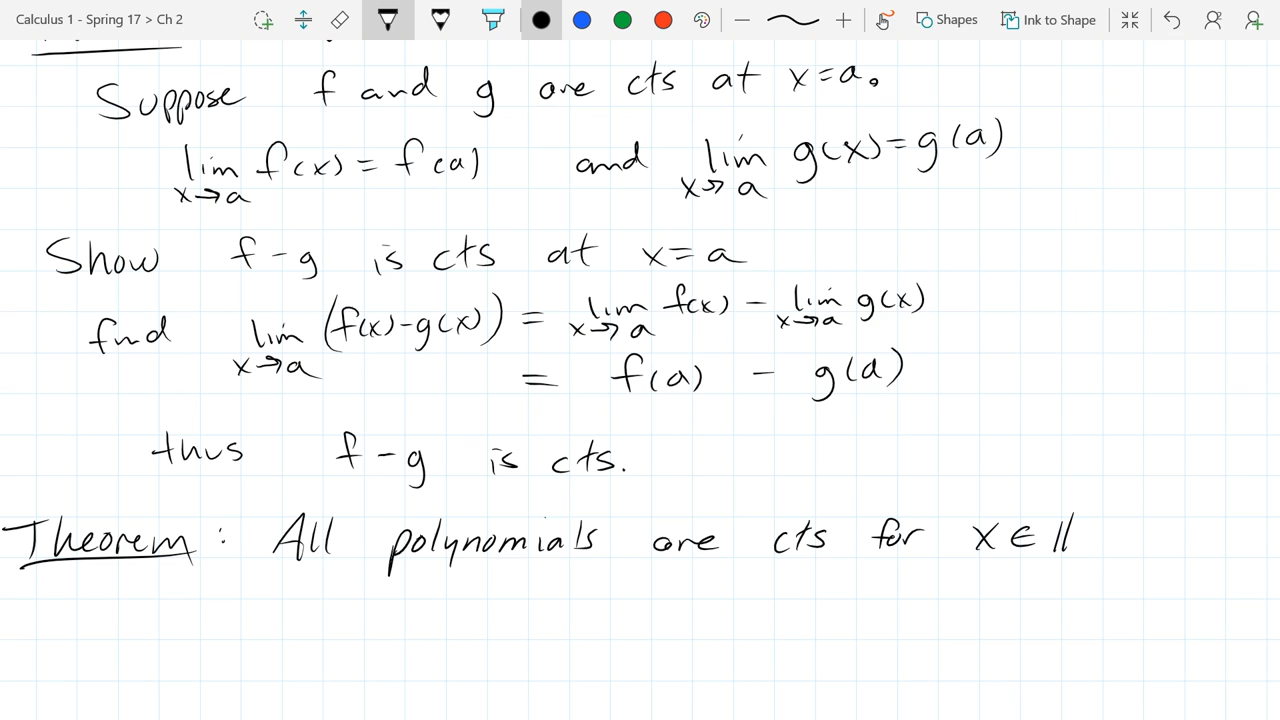 Calculus 1 - Spring 17 > Ch 2
Shapes
Ink to Shape
Suppose f and g are cts at x=a.
lim x→a f(x) = f(a) and lim x→a g(x)=g(a)
Show f-g is cts at x=a
find lim x→a (f(x)-g(x)) = lim x→a f(x) - lim x→a g(x)
= f(a) - g(a)
thus f-g is cts.
Theorem: All polynomials are cts for x∈